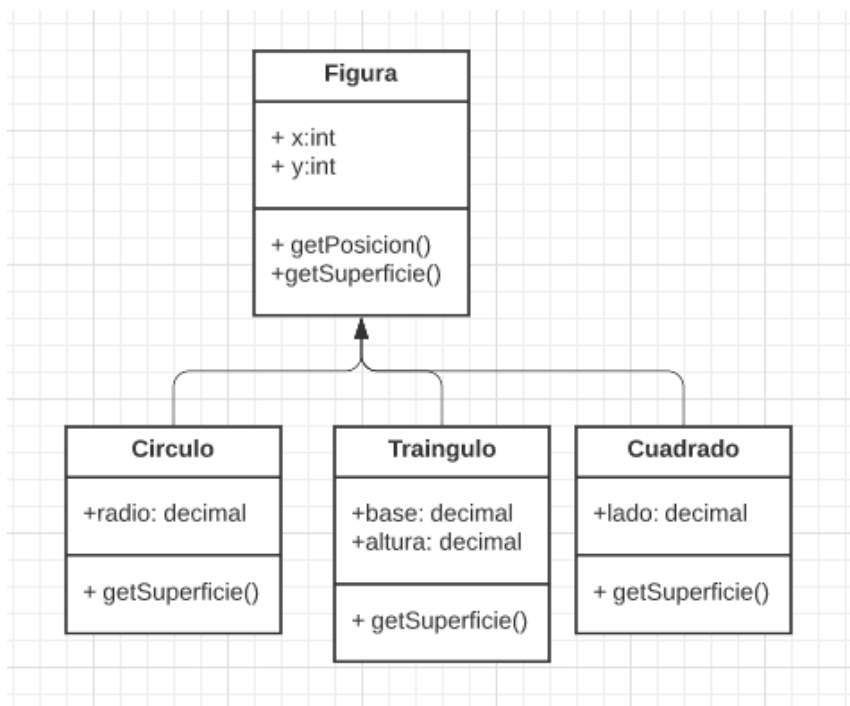 Figura
+ x:int
+ y:int
+ getPosicion()
+getSuperficie()
Circulo
+radio: decimal
+ getSuperficie()
Traingulo
+base: decimal
+altura: decimal
+ getSuperficie()
Cuadrado
+lado: decimal
+ getSuperficie()